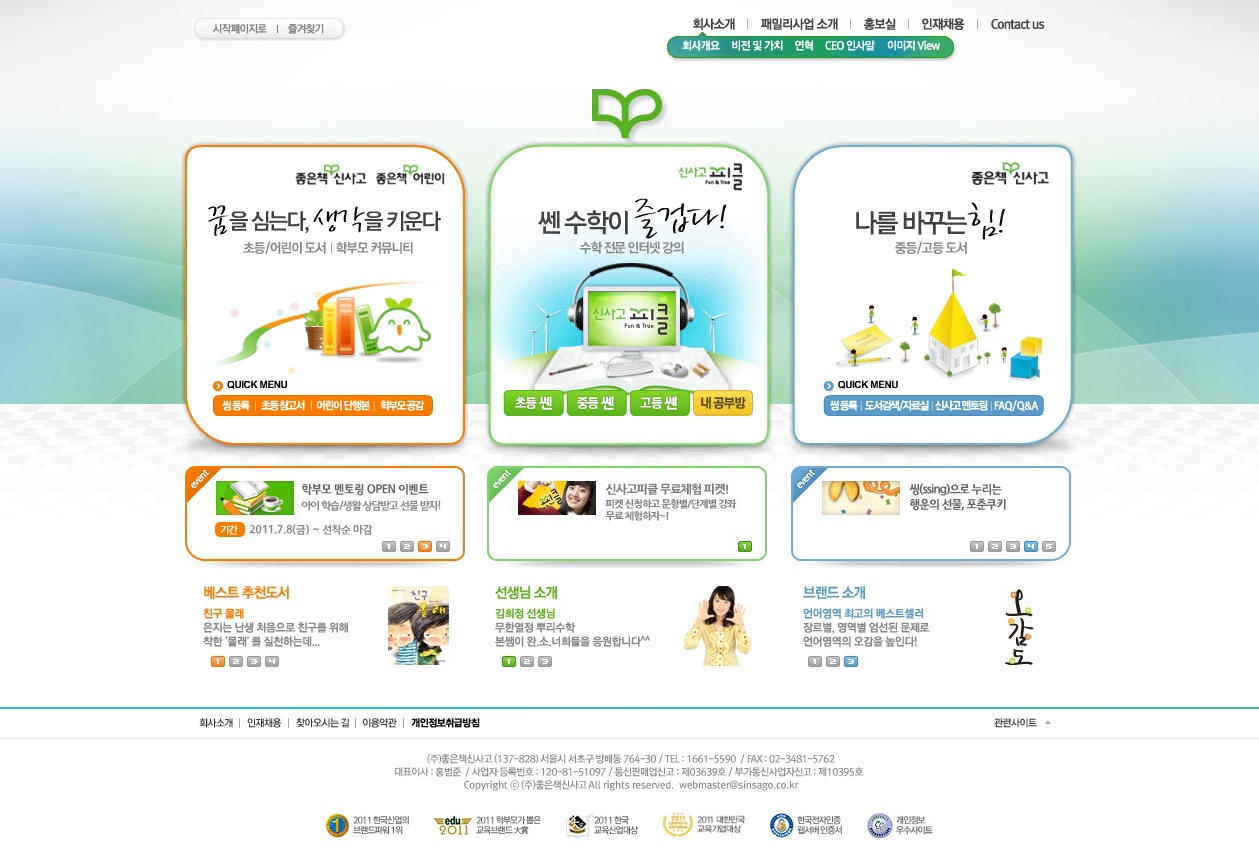 시작페이지로 | 즐겨찾기
회사소개 | 패밀리사업 소개 | 홍보실 | 인재채용 | Contact us
회사개요 비전 및 가치 연혁 CEO 인사말 이미지 View
좋은책 신사고 좋은책 어린이
꿈을 심는다, 생각을 키운다
초등/어린이 도서 | 학부모 커뮤니티
QUICK MENU
씽 등록 | 초등 참고서 | 어린이 단행본 | 학부모 공감
신사고 피클
Fun & True
쎈 수학이 즐겁다!
수학 전문 인터넷 강의
신사고 피클
Fun & True
초등 쎈 중등 쎈 고등 쎈 내 공부방
좋은책 신사고
나를 바꾸는 힘!
중등/고등 도서
QUICK MENU
씽 등록 | 도서검색/자료실 | 신사고 멘토링 | FAQ/Q&A
event
학부모 멘토링 OPEN 이벤트
아이 학습/생활 상담받고 선물 받자!
기간 2011.7.8(금) ~ 선착순 마감
1 2 3 4
event
신사고피클 무료체험 피켓!
피켓 신청하고 문항별/단계별 강좌
무료 체험하자~!
1
event
씽(ssing)으로 누리는
행운의 선물, 포춘쿠키
1 2 3 4 5
베스트 추천도서
친구 몰래
은지는 난생 처음으로 친구를 위해
착한 '몰래' 를 실천하는데...
1 2 3 4
친구 몰래
선생님 소개
김희정 선생님
무한열정 뿌리수학
본쌤이 완.소.너희들을 응원합니다^^
1 2 3
브랜드 소개
언어영역 최고의 베스트셀러
장르별, 영역별 엄선된 문제로
언어영역의 오감을 높인다!
1 2 3
오감도
회사소개 | 인재채용 | 찾아오시는 길 | 이용약관 | 개인정보취급방침
관련사이트
(주)좋은책신사고 (137-828) 서울시 서초구 방배동 764-30 / TEL : 1661-5590 / FAX : 02-3481-5762
대표이사 : 홍범준 / 사업자 등록번호 : 120-81-51097 / 통신판매업신고 : 제03639호 / 부가통신사업자신고 : 제10395호
Copyright ⓒ (주)좋은책신사고 All rights reserved. webmaster@sinsago.co.kr
2011 한국산업의
브랜드파워 1위
edu
2011
2011 학부모가 뽑은
교육브랜드 大賞
2011 한국
교육산업대상
2011 대한민국
교육기업대상
한국전자인증
웹서버 인증서
개인정보
우수사이트